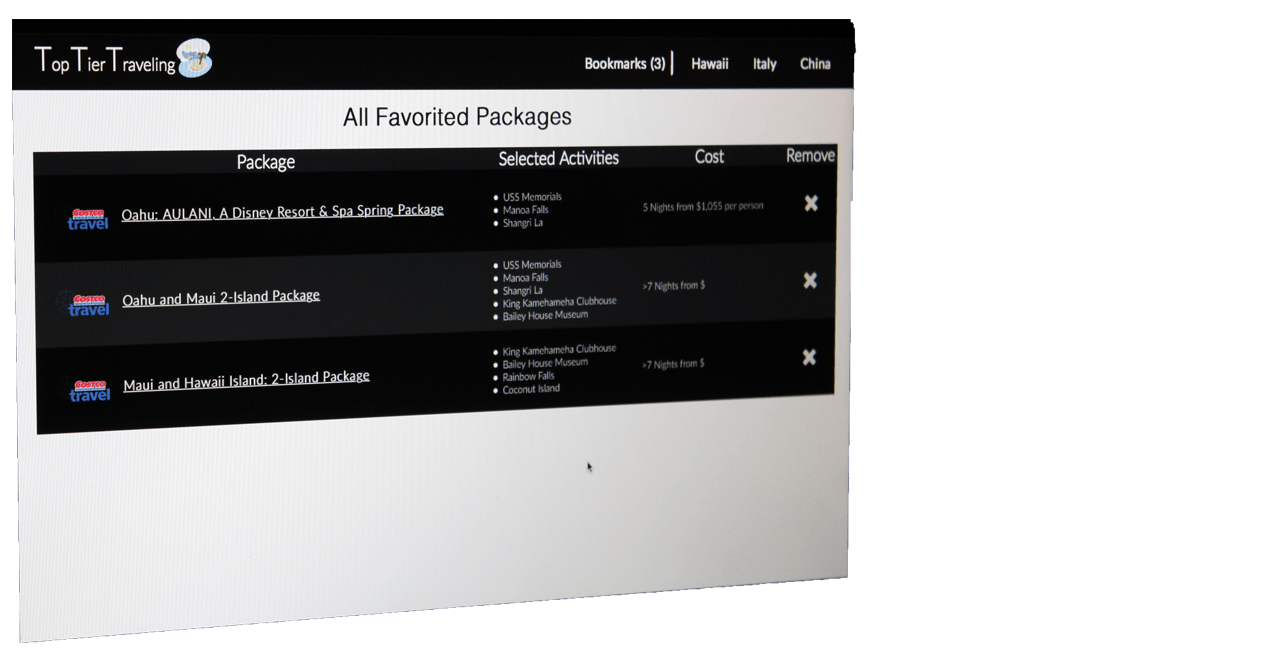 Top Tier Traveling
Bookmarks (3) Hawaii Italy China
All Favorited Packages
Package Selected Activities Cost Remove
COSTCO
travel
Oahu: AULANI, A Disney Resort & Spa Spring Package
• USS Memorials
• Manoa Falls
• Shangri La
5 Nights from $1,055 per person
COSTCO
travel
Oahu and Maui 2-Island Package
• USS Memorials
• Manoa Falls
• Shangri La
• King Kamehameha Clubhouse
• Bailey House Museum
>7 Nights from $
COSTCO
travel
Maui and Hawaii Island: 2-Island Package
• King Kamehameha Clubhouse
• Bailey House Museum
• Rainbow Falls
• Coconut Island
>7 Nights from $